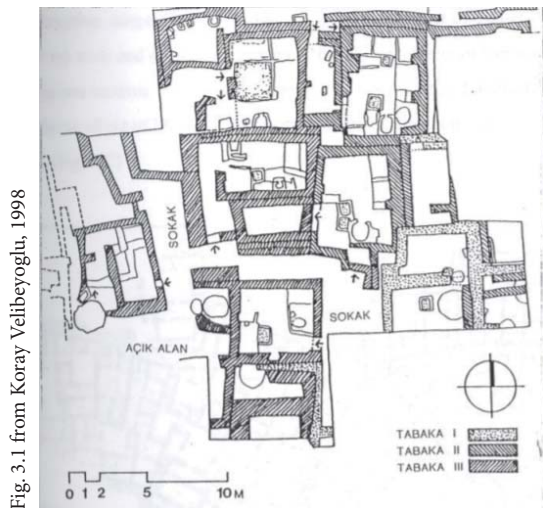 Fig. 3.1 from Koray Velibeyoglu, 1998
SOKAK
SOKAK
AÇIK ALAN
TABAKA I
TABAKA II
TABAKA III
0 1 2 5 10 M